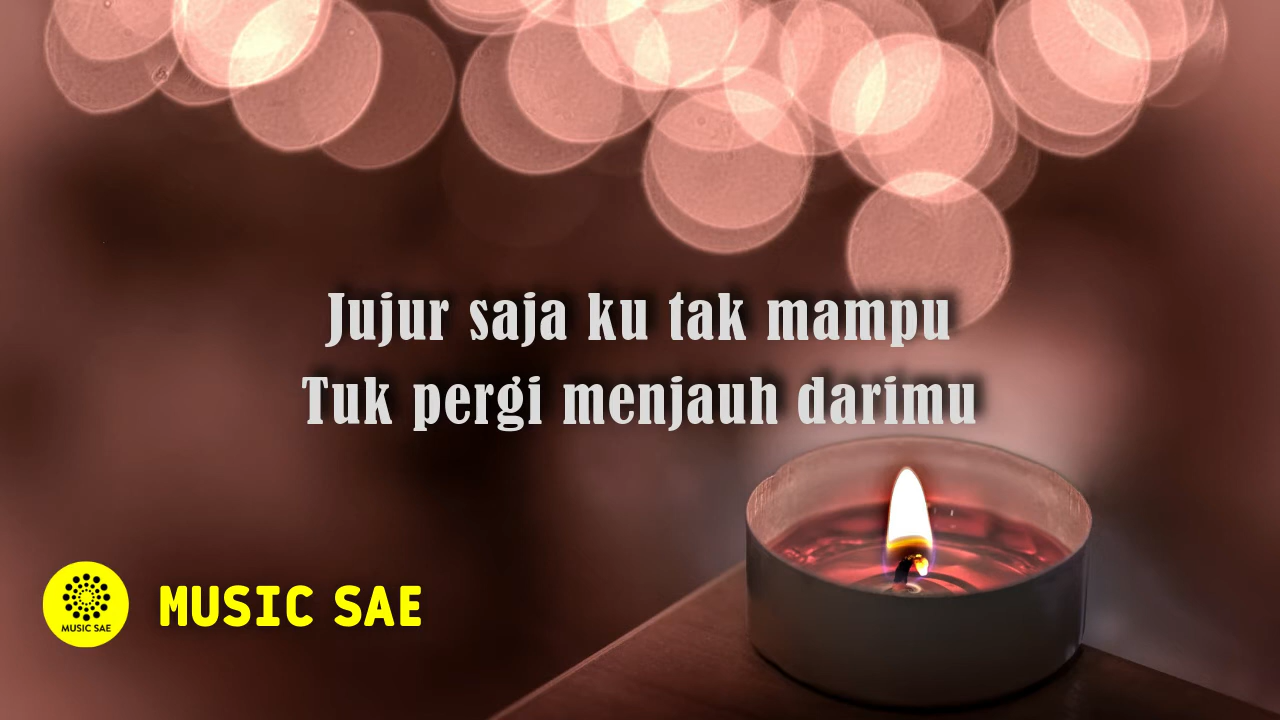 Jujur saja ku tak mampu
Tuk pergi menjauh darimu
MUSIC SAE
MUSIC SAE